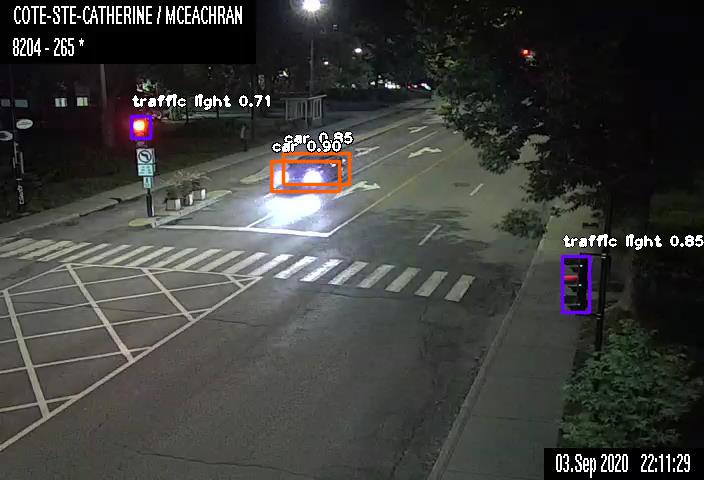 COTE-STE-CATHERINE / MCEACHRAN
8204 - 265 *
traffic light 0.71
car 0.85
car 0.90
traffic light 0.85
03.Sep 2020 22:11:29